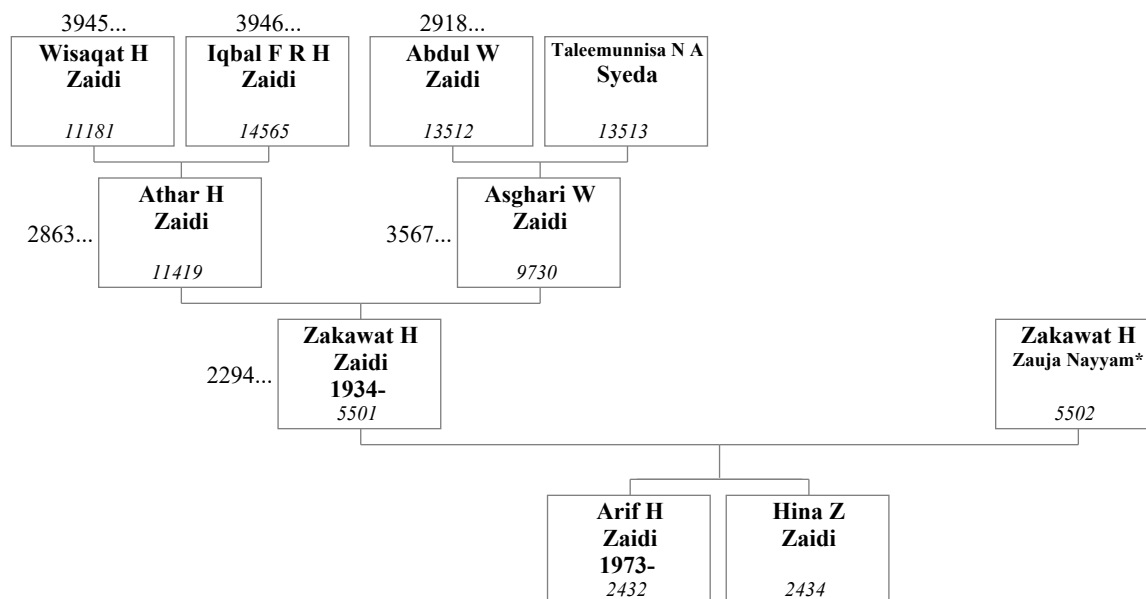 3945...
3946...
2918...
Wisaqat H
Zaidi
11181
Iqbal F R H
Zaidi
14565
Abdul W
Zaidi
13512
Taleemunnisa N A
Syeda
13513
2863...
Athar H
Zaidi
11419
3567...
Asghari W
Zaidi
9730
2294...
Zakawat H
Zaidi
1934-
5501
Zakawat H
Zauja Nayyam*
5502
Arif H
Zaidi
1973-
2432
Hina Z
Zaidi
2434